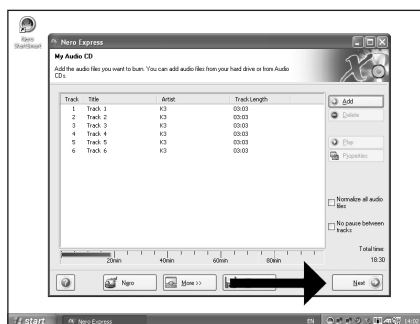 Nero
StartSmart
Nero Express
My Audio CD
Add the audio files you want to burn. You can add audio files from your hard drive or from Audio
CDs.
Track Title Artist Track Length
1 Track 1 K3 03:03
2 Track 2 K3 03:03
3 Track 3 K3 03:03
4 Track 4 K3 03:03
5 Track 5 K3 03:03
6 Track 6 K3 03:03
Add
Delete
Play
Properties
Normalize all audio
files
No pause between
tracks
Total time:
18:30
20min 40min 60min 80min
Nero
More >>
Next
start
Nero Express
EN
14:02